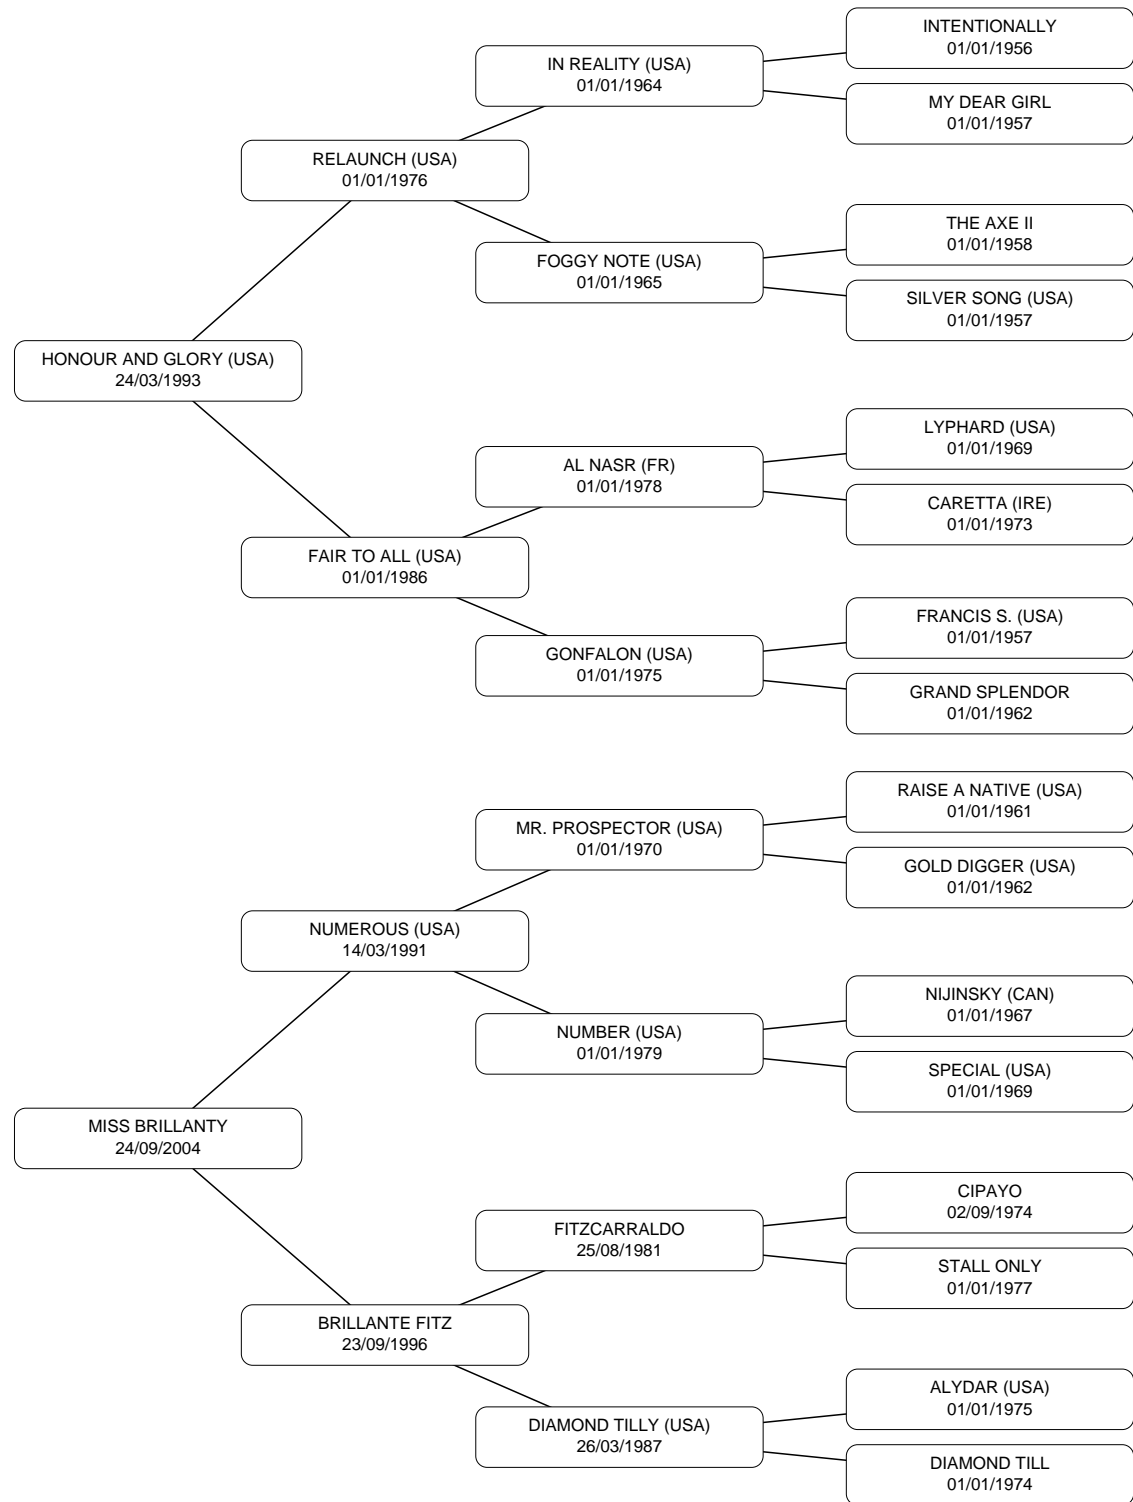 INTENTIONALLY
01/01/1956
IN REALITY (USA)
01/01/1964
MY DEAR GIRL
01/01/1957
RELAUNCH (USA)
01/01/1976
THE AXE II
01/01/1958
FOGGY NOTE (USA)
01/01/1965
SILVER SONG (USA)
01/01/1957
HONOUR AND GLORY (USA)
24/03/1993
LYPHARD (USA)
01/01/1969
AL NASR (FR)
01/01/1978
CARETTA (IRE)
01/01/1973
FAIR TO ALL (USA)
01/01/1986
FRANCIS S. (USA)
01/01/1957
GONFALON (USA)
01/01/1975
GRAND SPLENDOR
01/01/1962
RAISE A NATIVE (USA)
01/01/1961
MR. PROSPECTOR (USA)
01/01/1970
GOLD DIGGER (USA)
01/01/1962
NUMEROUS (USA)
14/03/1991
NIJINSKY (CAN)
01/01/1967
NUMBER (USA)
01/01/1979
SPECIAL (USA)
01/01/1969
MISS BRILLANTY
24/09/2004
CIPAYO
02/09/1974
FITZCARRALDO
25/08/1981
STALL ONLY
01/01/1977
BRILLANTE FITZ
23/09/1996
ALYDAR (USA)
01/01/1975
DIAMOND TILLY (USA)
26/03/1987
DIAMOND TILL
01/01/1974